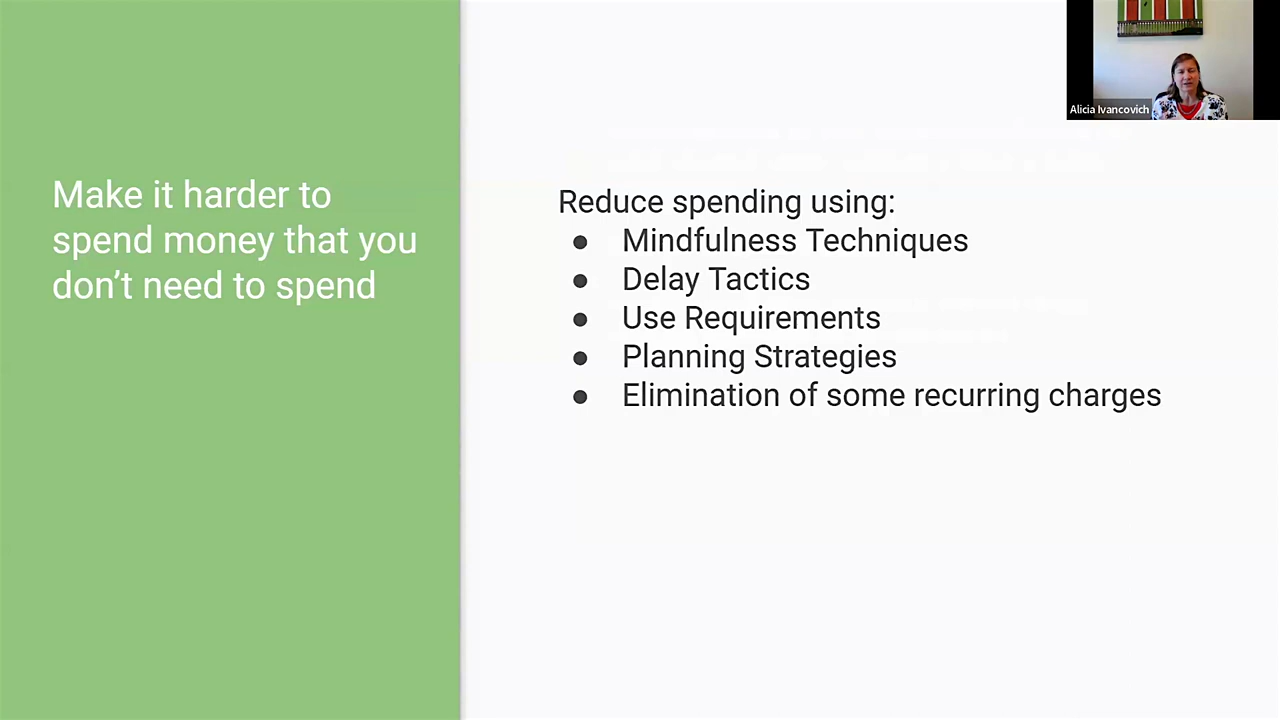 Make it harder to
spend money that you
don’t need to spend
Reduce spending using:
● Mindfulness Techniques
● Delay Tactics
● Use Requirements
● Planning Strategies
● Elimination of some recurring charges
Alicia Ivancovich